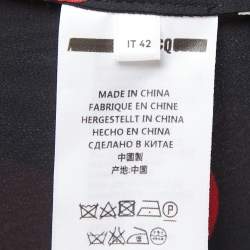 IT 42
MADE IN CHINA
FABRIQUE EN CHINE
HERGESTELLT IN CHINA
HECHO EN CHINA
СДЕЛАНО В КИТАЕ
中國製
产地:中国